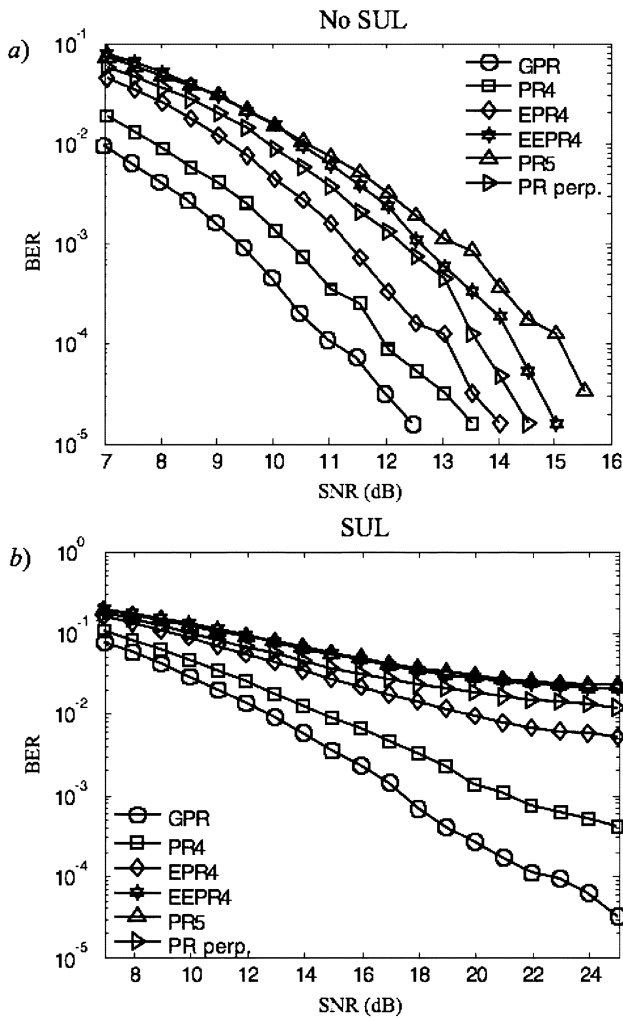 No SUL
a)
10^-1
10^-2
10^-3
10^-4
10^-5
BER
GPR
PR4
EPR4
EEPR4
PR5
PR perp.
7 8 9 10 11 12 13 14 15 16
SNR (dB)
SUL
b)
10^0
10^-1
10^-2
10^-3
10^-4
10^-5
BER
GPR
PR4
EPR4
EEPR4
PR5
PR perp.
8 10 12 14 16 18 20 22 24
SNR (dB)